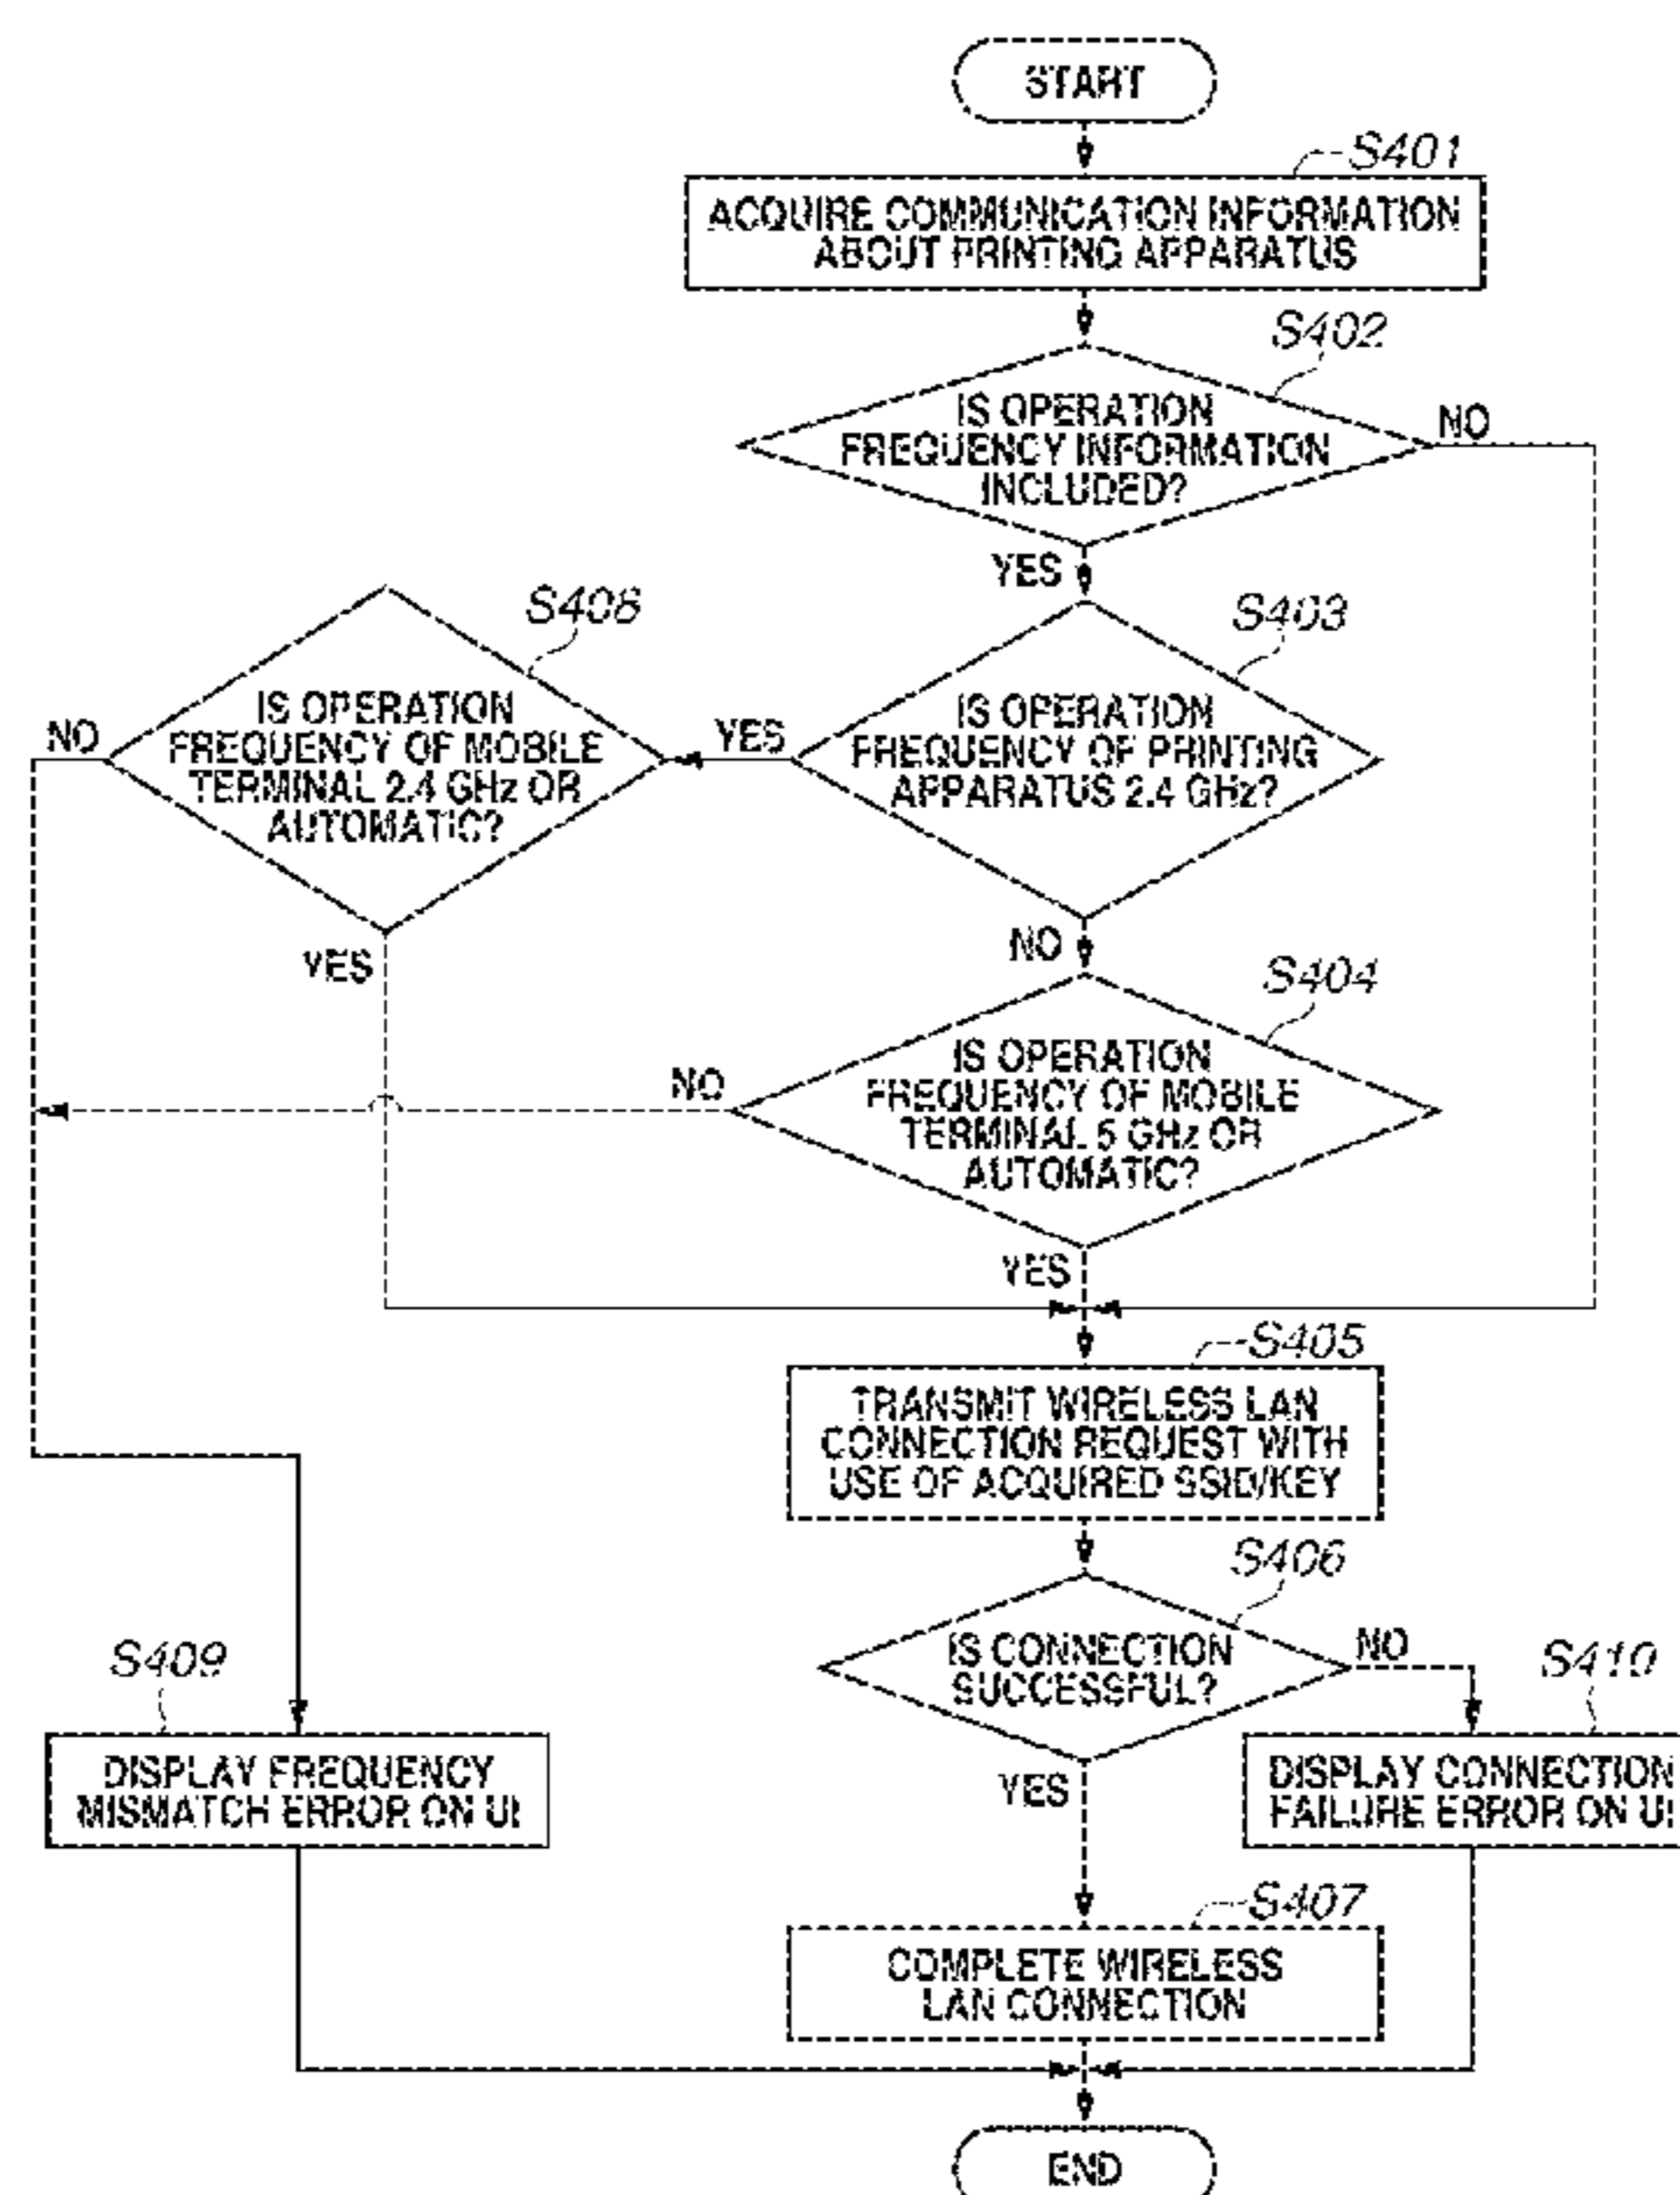 START
S401
ACQUIRE COMMUNICATION INFORMATION
ABOUT PRINTING APPARATUS
S402
IS OPERATION
FREQUENCY INFORMATION
INCLUDED?
NO
YES
S403
IS OPERATION
FREQUENCY OF PRINTING
APPARATUS 2.4 GHz?
YES
NO
S408
IS OPERATION
FREQUENCY OF MOBILE
TERMINAL 2.4 GHz OR
AUTOMATIC?
NO
YES
S404
IS OPERATION
FREQUENCY OF MOBILE
TERMINAL 5 GHz OR
AUTOMATIC?
NO
YES
S405
TRANSMIT WIRELESS LAN
CONNECTION REQUEST WITH
USE OF ACQUIRED SSID/KEY
S406
IS CONNECTION
SUCCESSFUL?
NO
YES
S409
DISPLAY FREQUENCY
MISMATCH ERROR ON UI
S410
DISPLAY CONNECTION
FAILURE ERROR ON UI
S407
COMPLETE WIRELESS
LAN CONNECTION
END